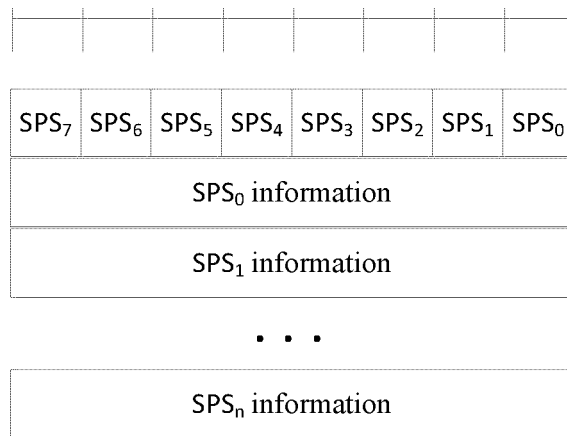 SPS₇ SPS₆ SPS₅ SPS₄ SPS₃ SPS₂ SPS₁ SPS₀
SPS₀ information
SPS₁ information
. . .
SPSₙ information